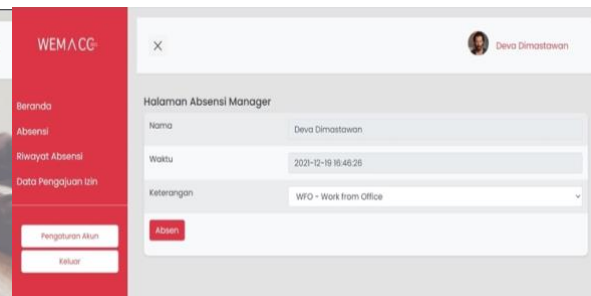 WEMACC
Deva Dimastawan
Beranda
Absensi
Riwayat Absensi
Data Pengajuan Izin
Pengaturan Akun
Keluar
Halaman Absensi Manager
Nama
Deva Dimastawan
Waktu
2021-12-19 16:46:26
Keterangan
WFO - Work from Office
Absen